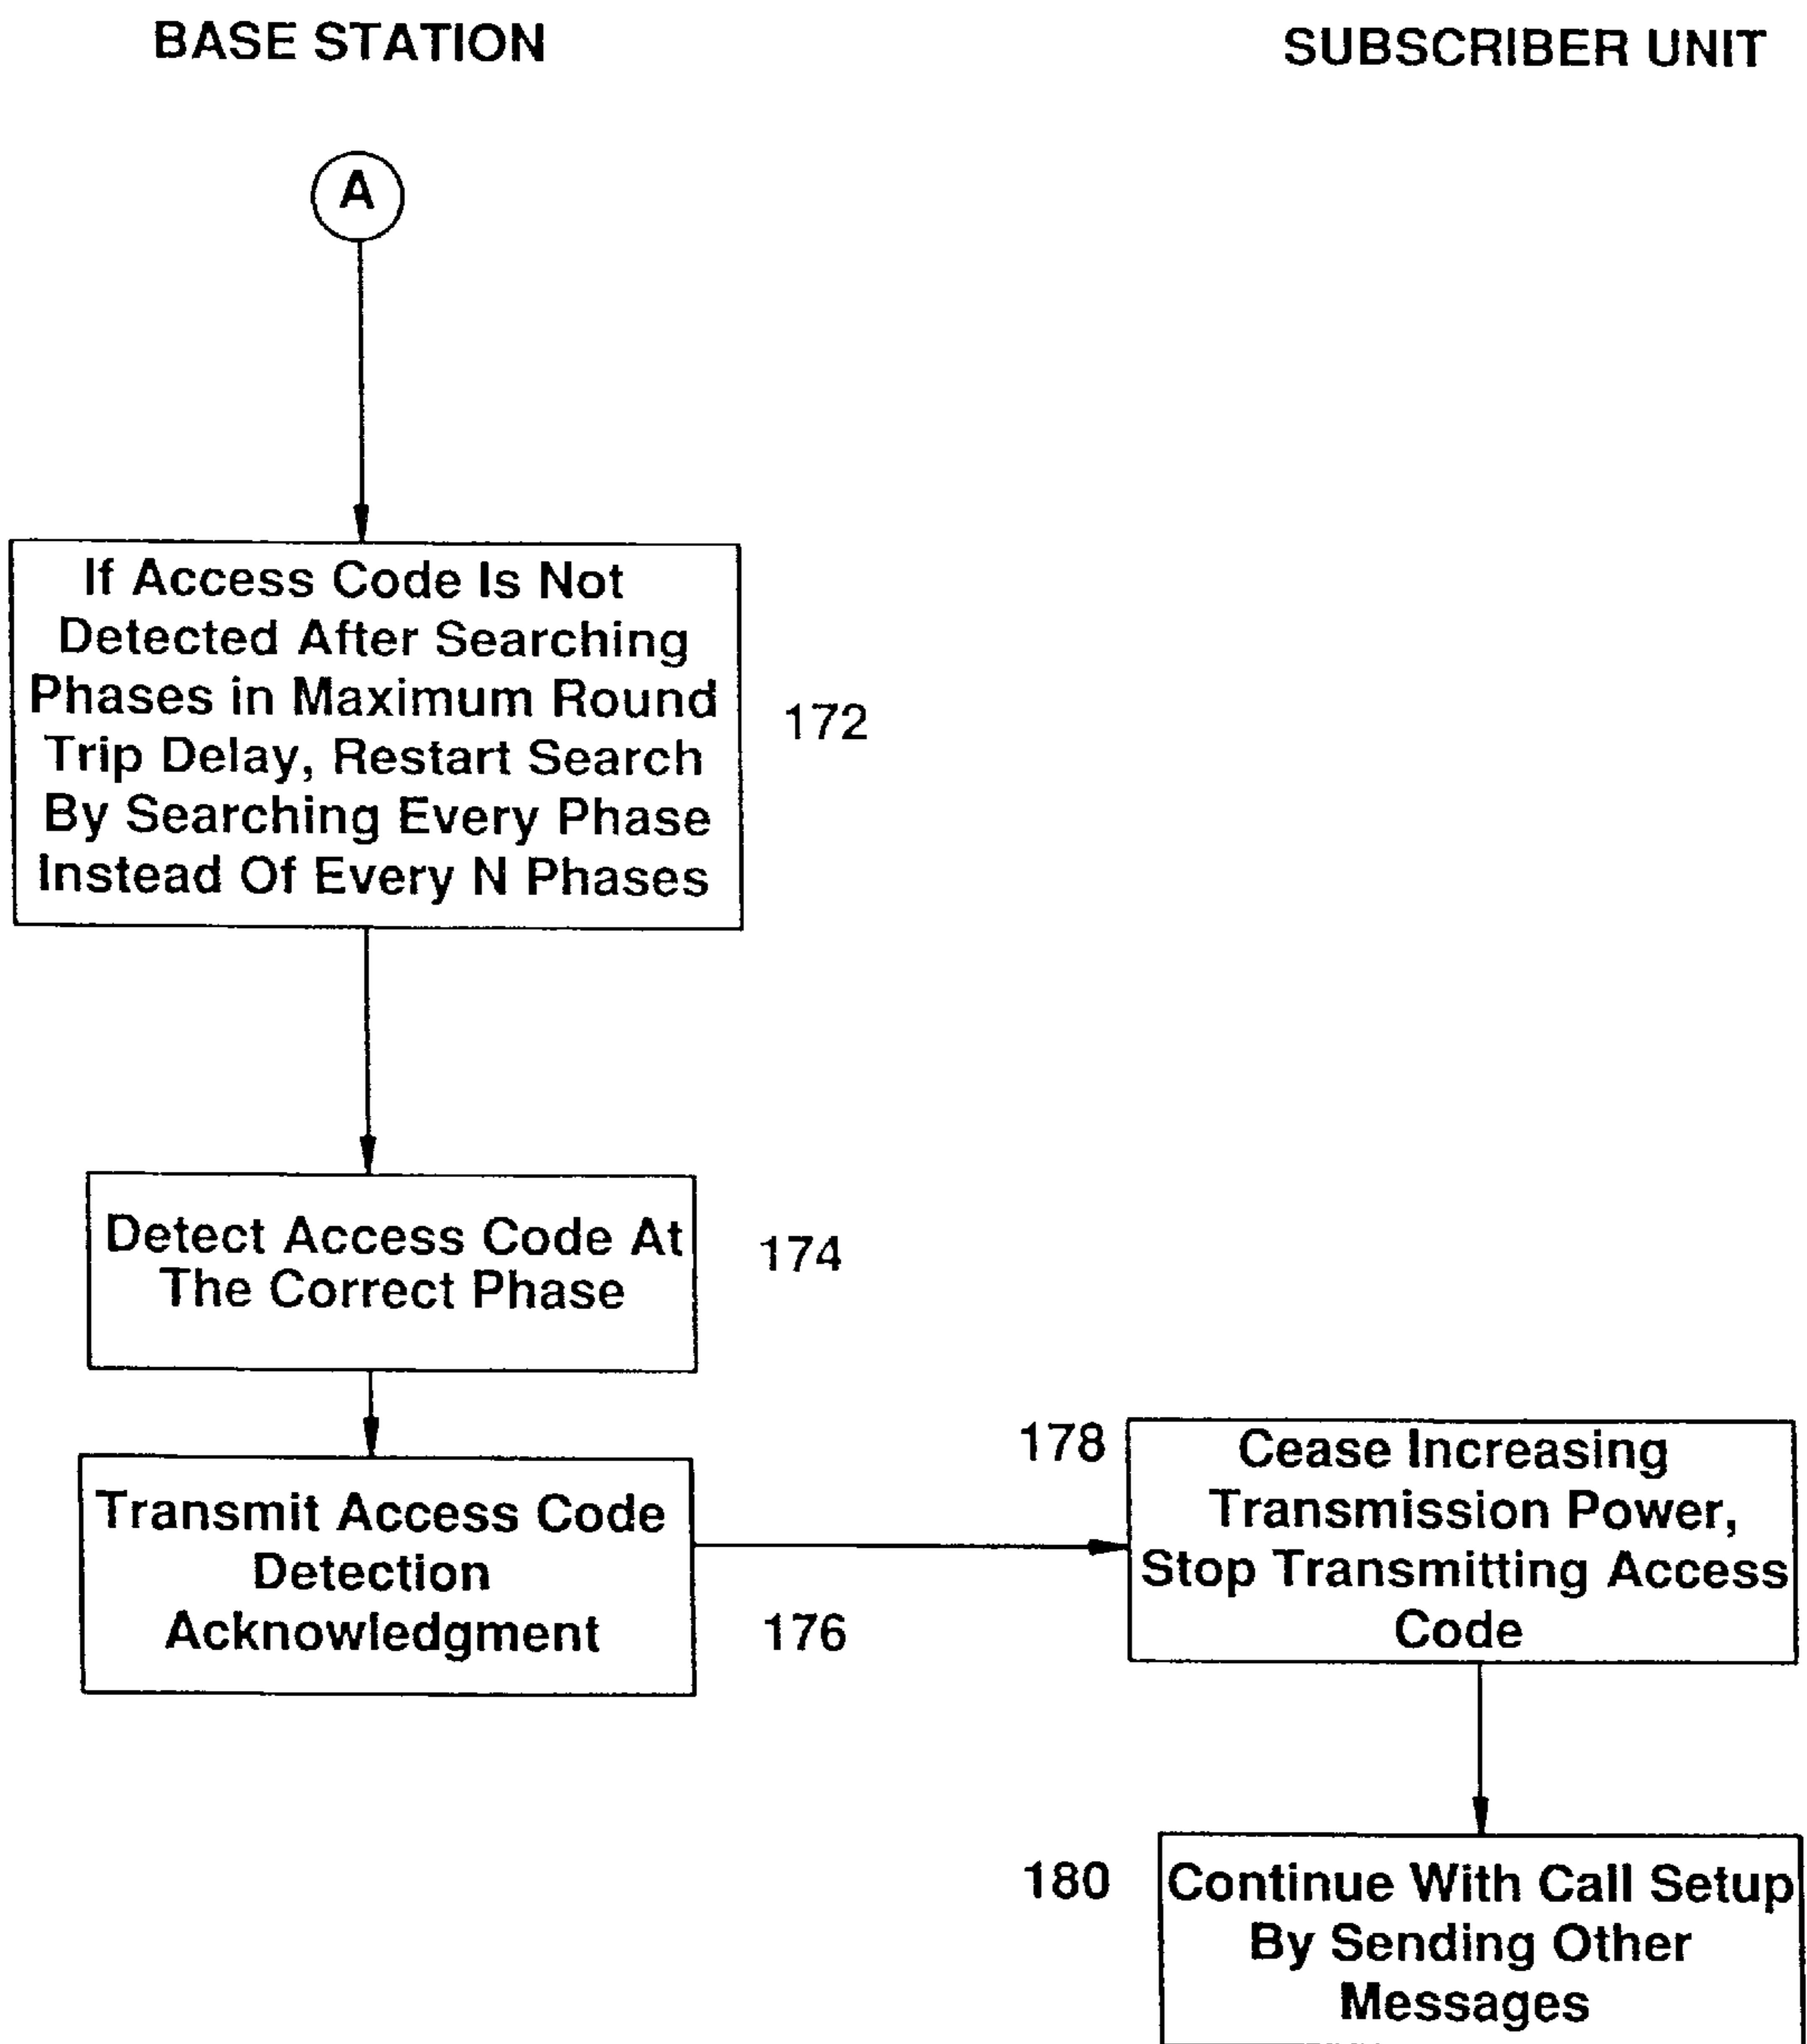 BASE STATION
SUBSCRIBER UNIT
A
If Access Code Is Not
Detected After Searching
Phases in Maximum Round
Trip Delay, Restart Search
By Searching Every Phase
Instead Of Every N Phases
172
Detect Access Code At
The Correct Phase
174
Transmit Access Code
Detection
Acknowledgment
176
178
Cease Increasing
Transmission Power,
Stop Transmitting Access
Code
180
Continue With Call Setup
By Sending Other
Messages